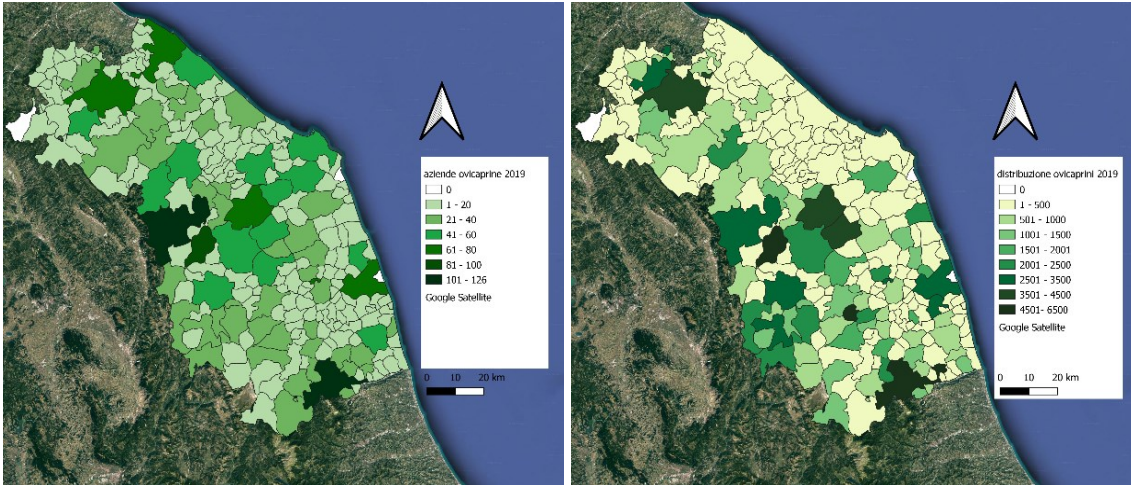 aziende ovicaprine 2019
0
1 - 20
21 - 40
41 - 60
61 - 80
81 - 100
101 - 126
Google Satellite
0 10 20 km
distribuzione ovicaprini 2019
0
1 - 500
501 - 1000
1001 - 1500
1501 - 2001
2001 - 2500
2501 - 3500
3501 - 4500
4501 - 6500
Google Satellite
0 10 20 km